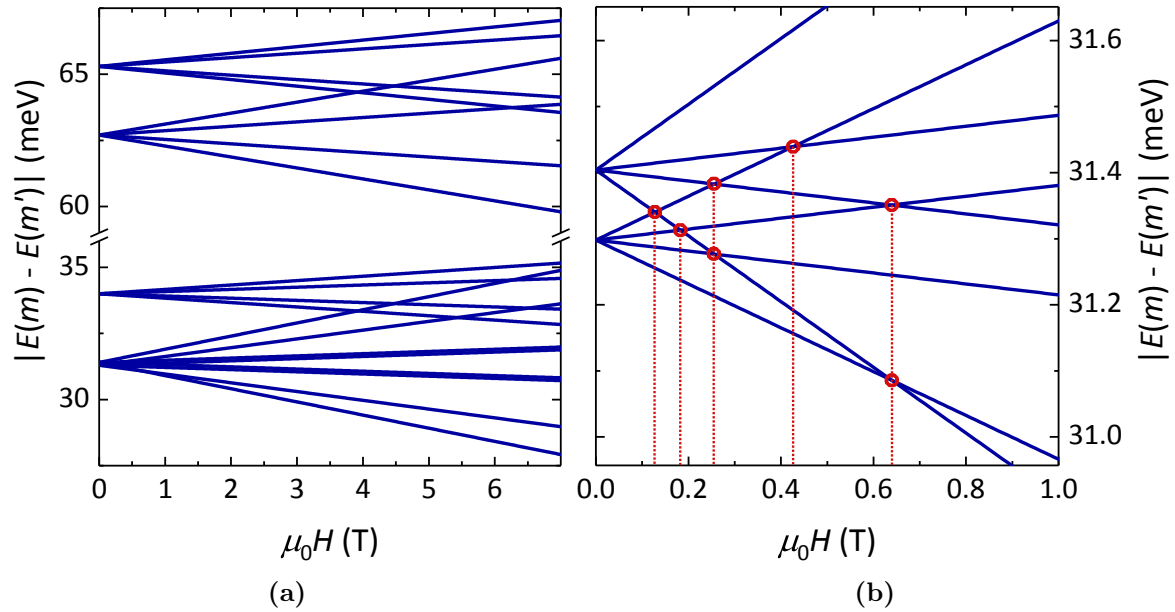 |E(m) - E(m')| (meV)
65
60
35
30
0 1 2 3 4 5 6
μ₀H (T)
(a)
31.6
31.4
31.2
31.0
|E(m) - E(m')| (meV)
0.0 0.2 0.4 0.6 0.8 1.0
μ₀H (T)
(b)